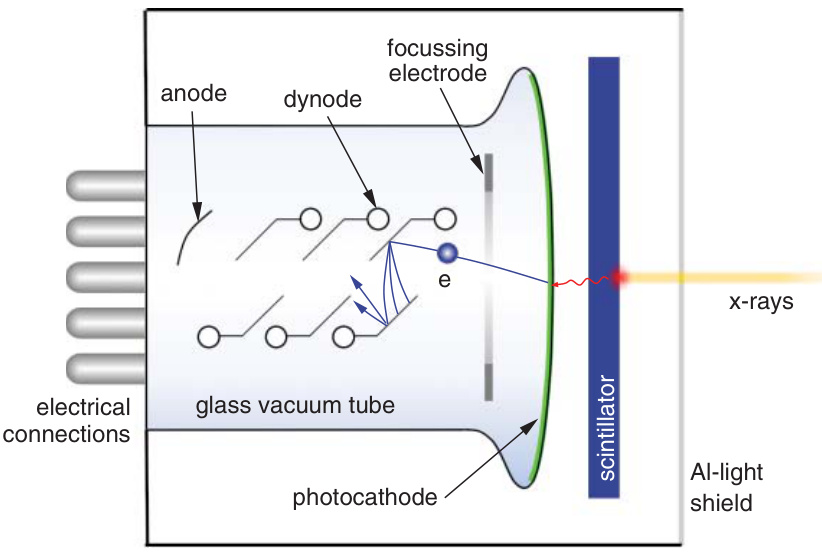 focussing
electrode
anode
dynode
e
x-rays
electrical
connections
glass vacuum tube
scintillator
photocathode
Al-light
shield